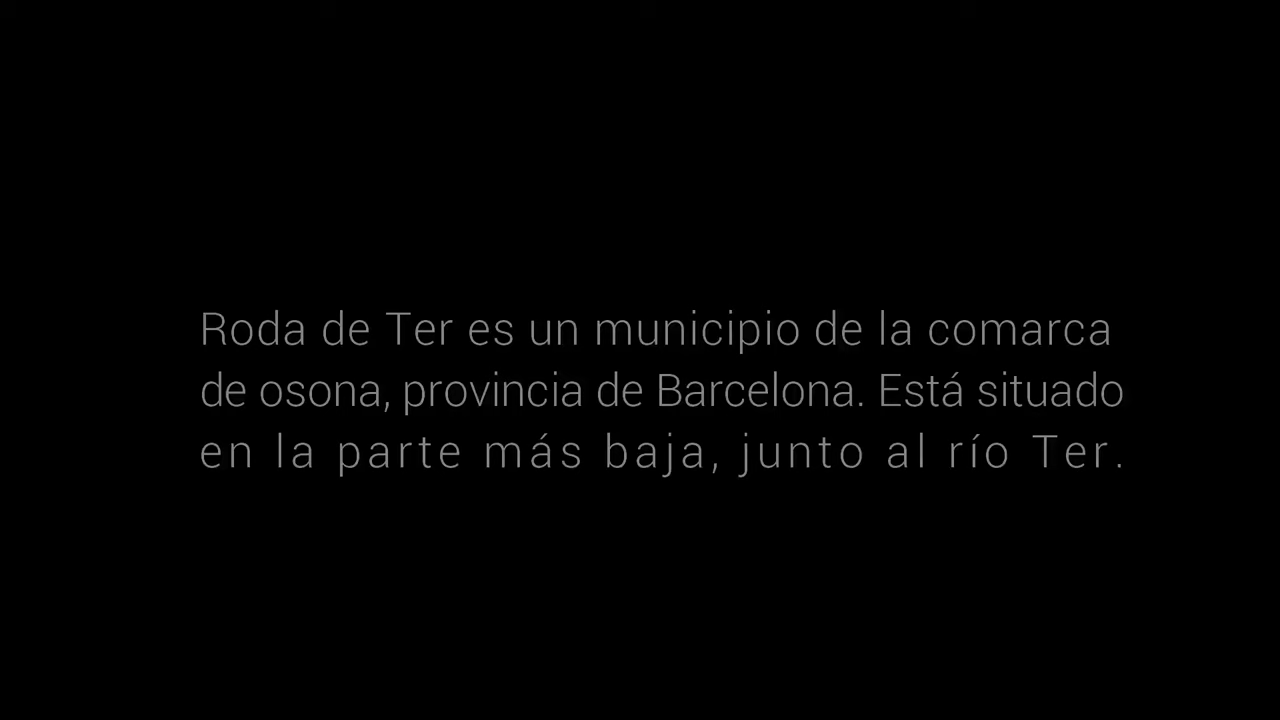 Roda de Ter es un municipio de la comarca
de osona, provincia de Barcelona. Está situado
en la parte más baja, junto al río Ter.